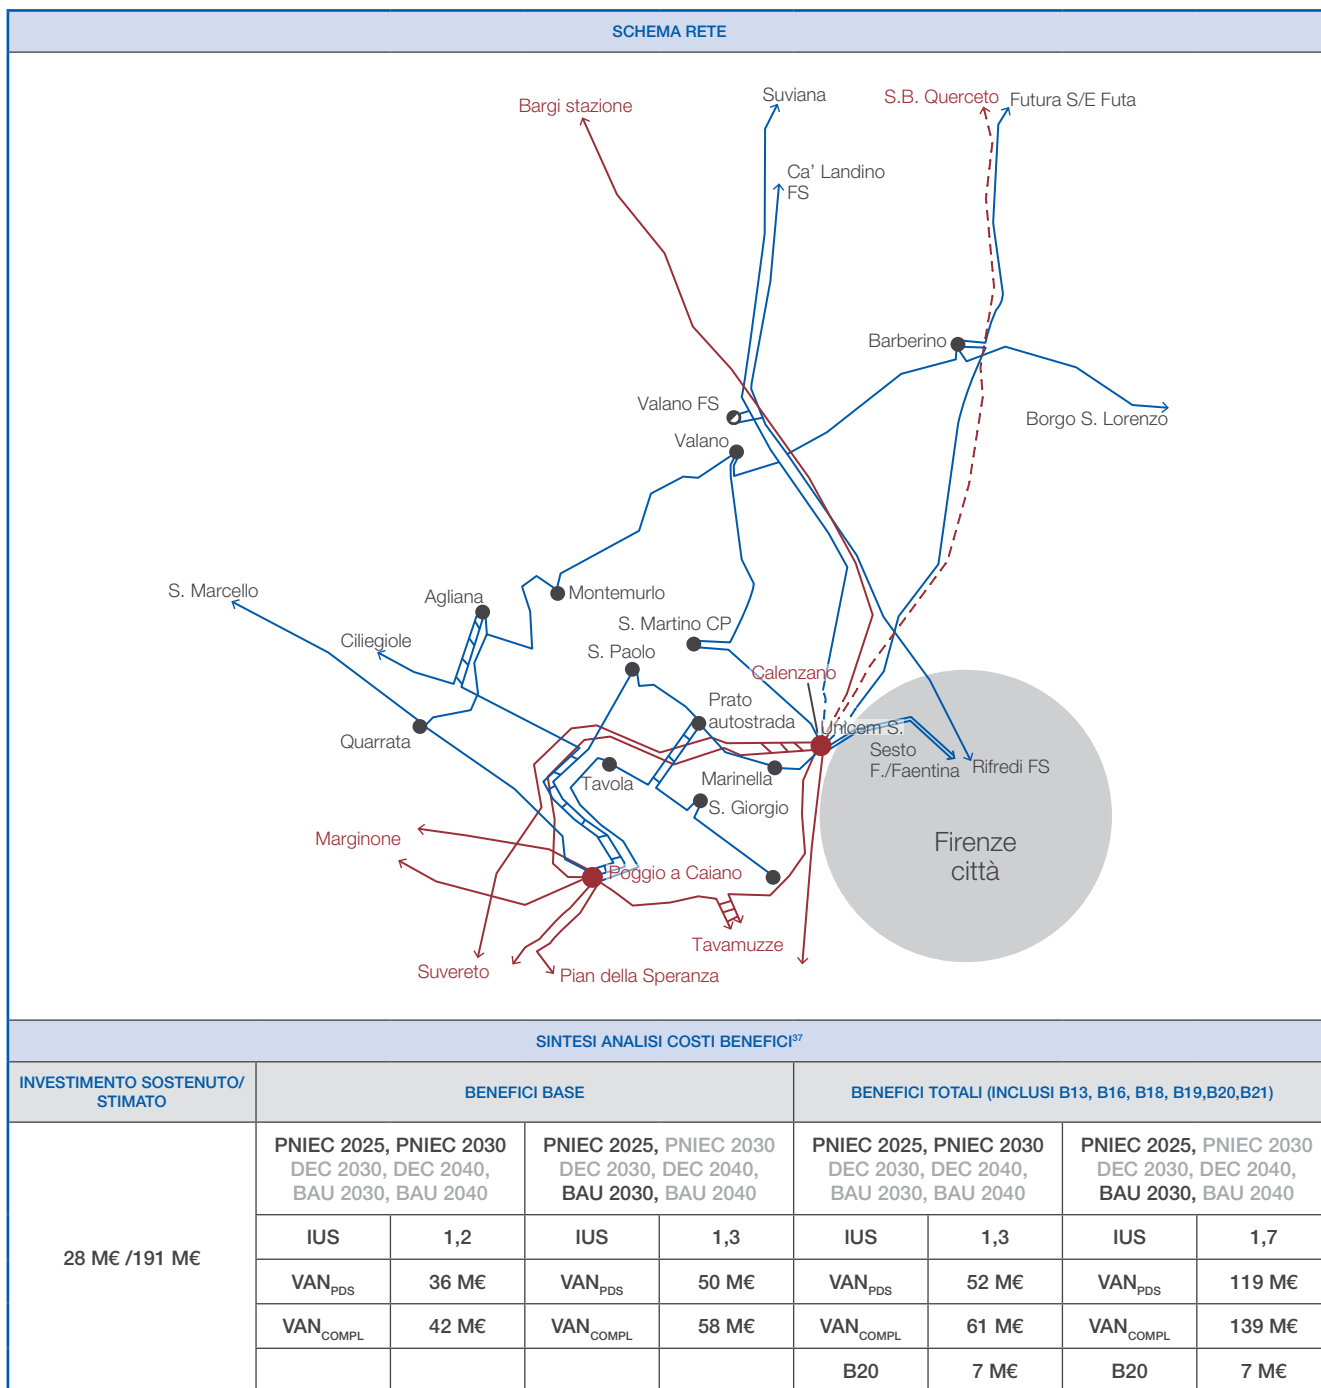 SCHEMA RETE
Bargi stazione
Suviana
S.B. Querceto
Futura S/E Futa
Ca' Landino
FS
Barberino
Valano FS
Borgo S. Lorenzo
Valano
S. Marcello
Agliana
Montemurlo
S. Martino CP
Ciliegiole
S. Paolo
Calenzano
Prato
autostrada
Quarrata
Unicem S.
Tavola
Marinella
Sesto
F./Faentina
Rifredi FS
S. Giorgio
Marginone
Firenze
città
Poggio a Caiano
Tavamuzze
Suvereto
Pian della Speranza
SINTESI ANALISI COSTI BENEFICI37
INVESTIMENTO SOSTENUTO/
STIMATO
BENEFICI BASE
BENEFICI TOTALI (INCLUSI B13, B16, B18, B19,B20,B21)
28 M€ /191 M€
PNIEC 2025, PNIEC 2030
DEC 2030, DEC 2040,
BAU 2030, BAU 2040
PNIEC 2025, PNIEC 2030
DEC 2030, DEC 2040,
BAU 2030, BAU 2040
PNIEC 2025, PNIEC 2030
DEC 2030, DEC 2040,
BAU 2030, BAU 2040
PNIEC 2025, PNIEC 2030
DEC 2030, DEC 2040,
BAU 2030, BAU 2040
IUS 1,2 IUS 1,3 IUS 1,3 IUS 1,7
VANPDS 36 M€ VANPDS 50 M€ VANPDS 52 M€ VANPDS 119 M€
VANCOMPL 42 M€ VANCOMPL 58 M€ VANCOMPL 61 M€ VANCOMPL 139 M€
B20 7 M€ B20 7 M€